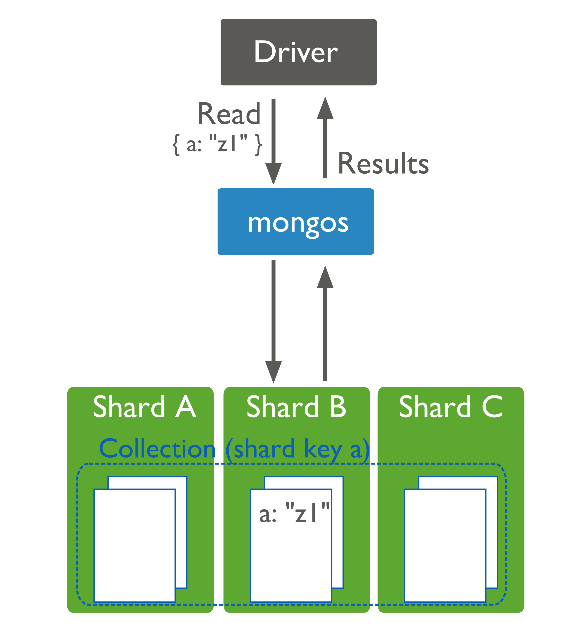 Driver
Read
{ a: "z1" }
Results
mongos
Shard A
Shard B
Shard C
Collection (shard key a)
a: "z1"